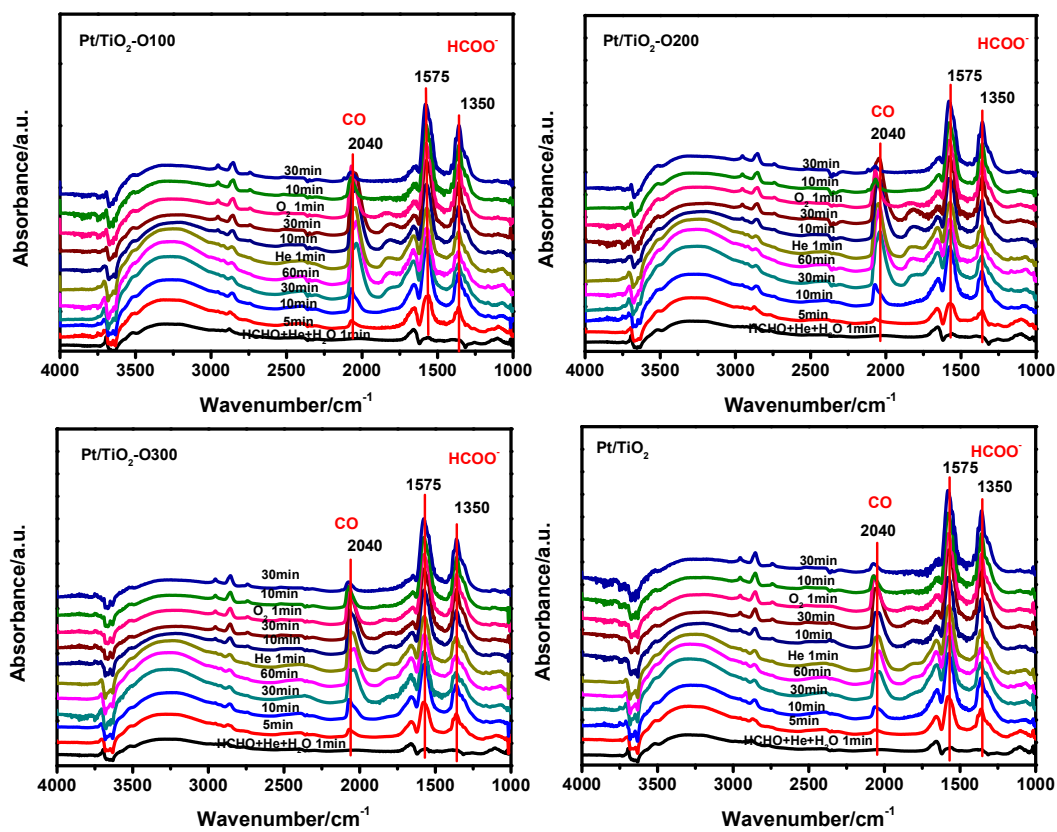 Pt/TiO₂-O100
HCOO⁻
1575
1350
CO
2040
30min
10min
O₂ 1min
30min
10min
He 1min
60min
30min
10min
5min
HCHO+He+H₂O 1min
Absorbance/a.u.
4000 3500 3000 2500 2000 1500 1000
Wavenumber/cm⁻¹
Pt/TiO₂-O200
HCOO⁻
1575
1350
CO
2040
30min
10min
O₂ 1min
30min
10min
He 1min
60min
30min
10min
5min
HCHO+He+H₂O 1min
Absorbance/a.u.
4000 3500 3000 2500 2000 1500 1000
Wavenumber/cm⁻¹
Pt/TiO₂-O300
HCOO⁻
1575
1350
CO
2040
30min
10min
O₂ 1min
30min
10min
He 1min
60min
30min
10min
5min
HCHO+He+H₂O 1min
Absorbance/a.u.
4000 3500 3000 2500 2000 1500 1000
Wavenumber/cm⁻¹
Pt/TiO₂
HCOO⁻
1575
1350
CO
2040
30min
10min
O₂ 1min
30min
10min
He 1min
60min
30min
10min
5min
HCHO+He+H₂O 1min
Absorbance/a.u.
4000 3500 3000 2500 2000 1500 1000
Wavenumber/cm⁻¹